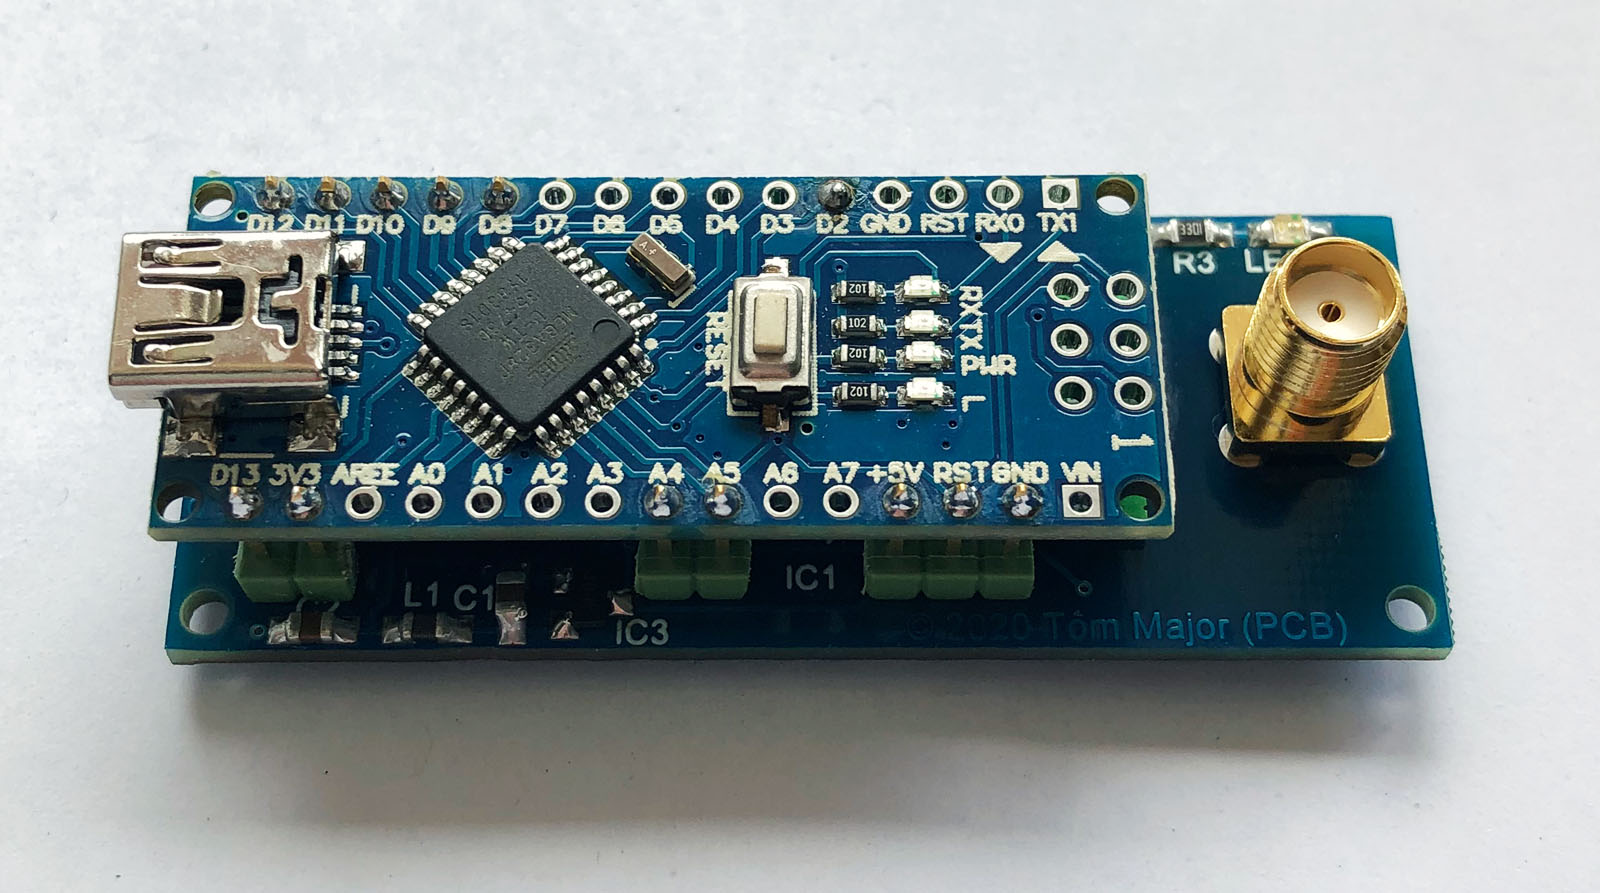 D12 D11 D10 D9 D8 D7 D6 D5 D4 D3 D2 GND RST RX0 TX1
R3
A+
RESET
102
102
102
102
RX
TX
PWR
L
1
3301
D13 3V3 AREF A0 A1 A2 A3 A4 A5 A6 A7 +5V RST GND VIN
C2 L1 C1 IC3 IC1
© 2020 Tom Major (PCB)